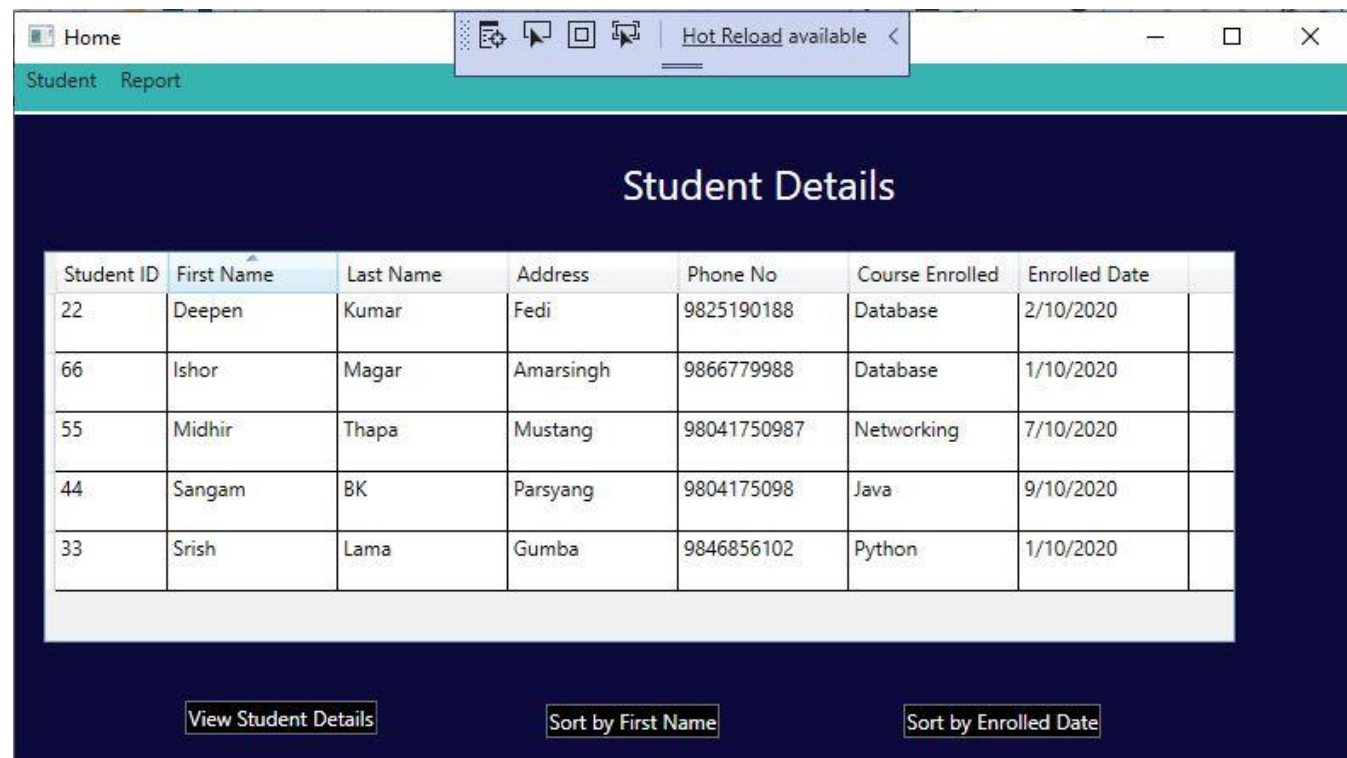 Home Hot Reload available
Student Report
Student Details
Student ID First Name Last Name Address Phone No Course Enrolled Enrolled Date
22 Deepen Kumar Fedi 9825190188 Database 2/10/2020
66 Ishor Magar Amarsingh 9866779988 Database 1/10/2020
55 Midhir Thapa Mustang 98041750987 Networking 7/10/2020
44 Sangam BK Parsyang 9804175098 Java 9/10/2020
33 Srish Lama Gumba 9846856102 Python 1/10/2020
View Student Details Sort by First Name Sort by Enrolled Date